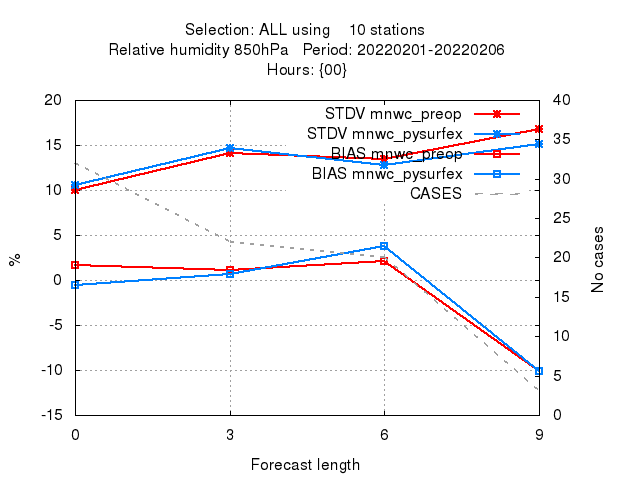 Selection: ALL using 10 stations
Relative humidity 850hPa Period: 20220201-20220206
Hours: {00}
STDV mnwc_preop
STDV mnwc_pysurfex
BIAS mnwc_preop
BIAS mnwc_pysurfex
CASES
20
15
10
5
0
-5
-10
-15
%
40
35
30
25
20
15
10
5
0
No cases
0 3 6 9
Forecast length